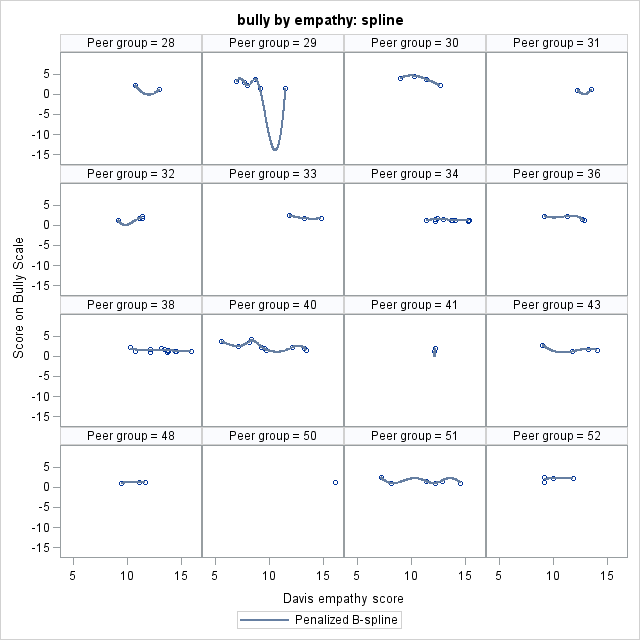 bully by empathy: spline
Peer group = 28 Peer group = 29 Peer group = 30 Peer group = 31
5
0
-5
-10
-15
Peer group = 32 Peer group = 33 Peer group = 34 Peer group = 36
5
0
-5
-10
-15
Peer group = 38 Peer group = 40 Peer group = 41 Peer group = 43
5
0
-5
-10
-15
Peer group = 48 Peer group = 50 Peer group = 51 Peer group = 52
5
0
-5
-10
-15
Score on Bully Scale
5 10 15 5 10 15 5 10 15 5 10 15
Davis empathy score
Penalized B-spline